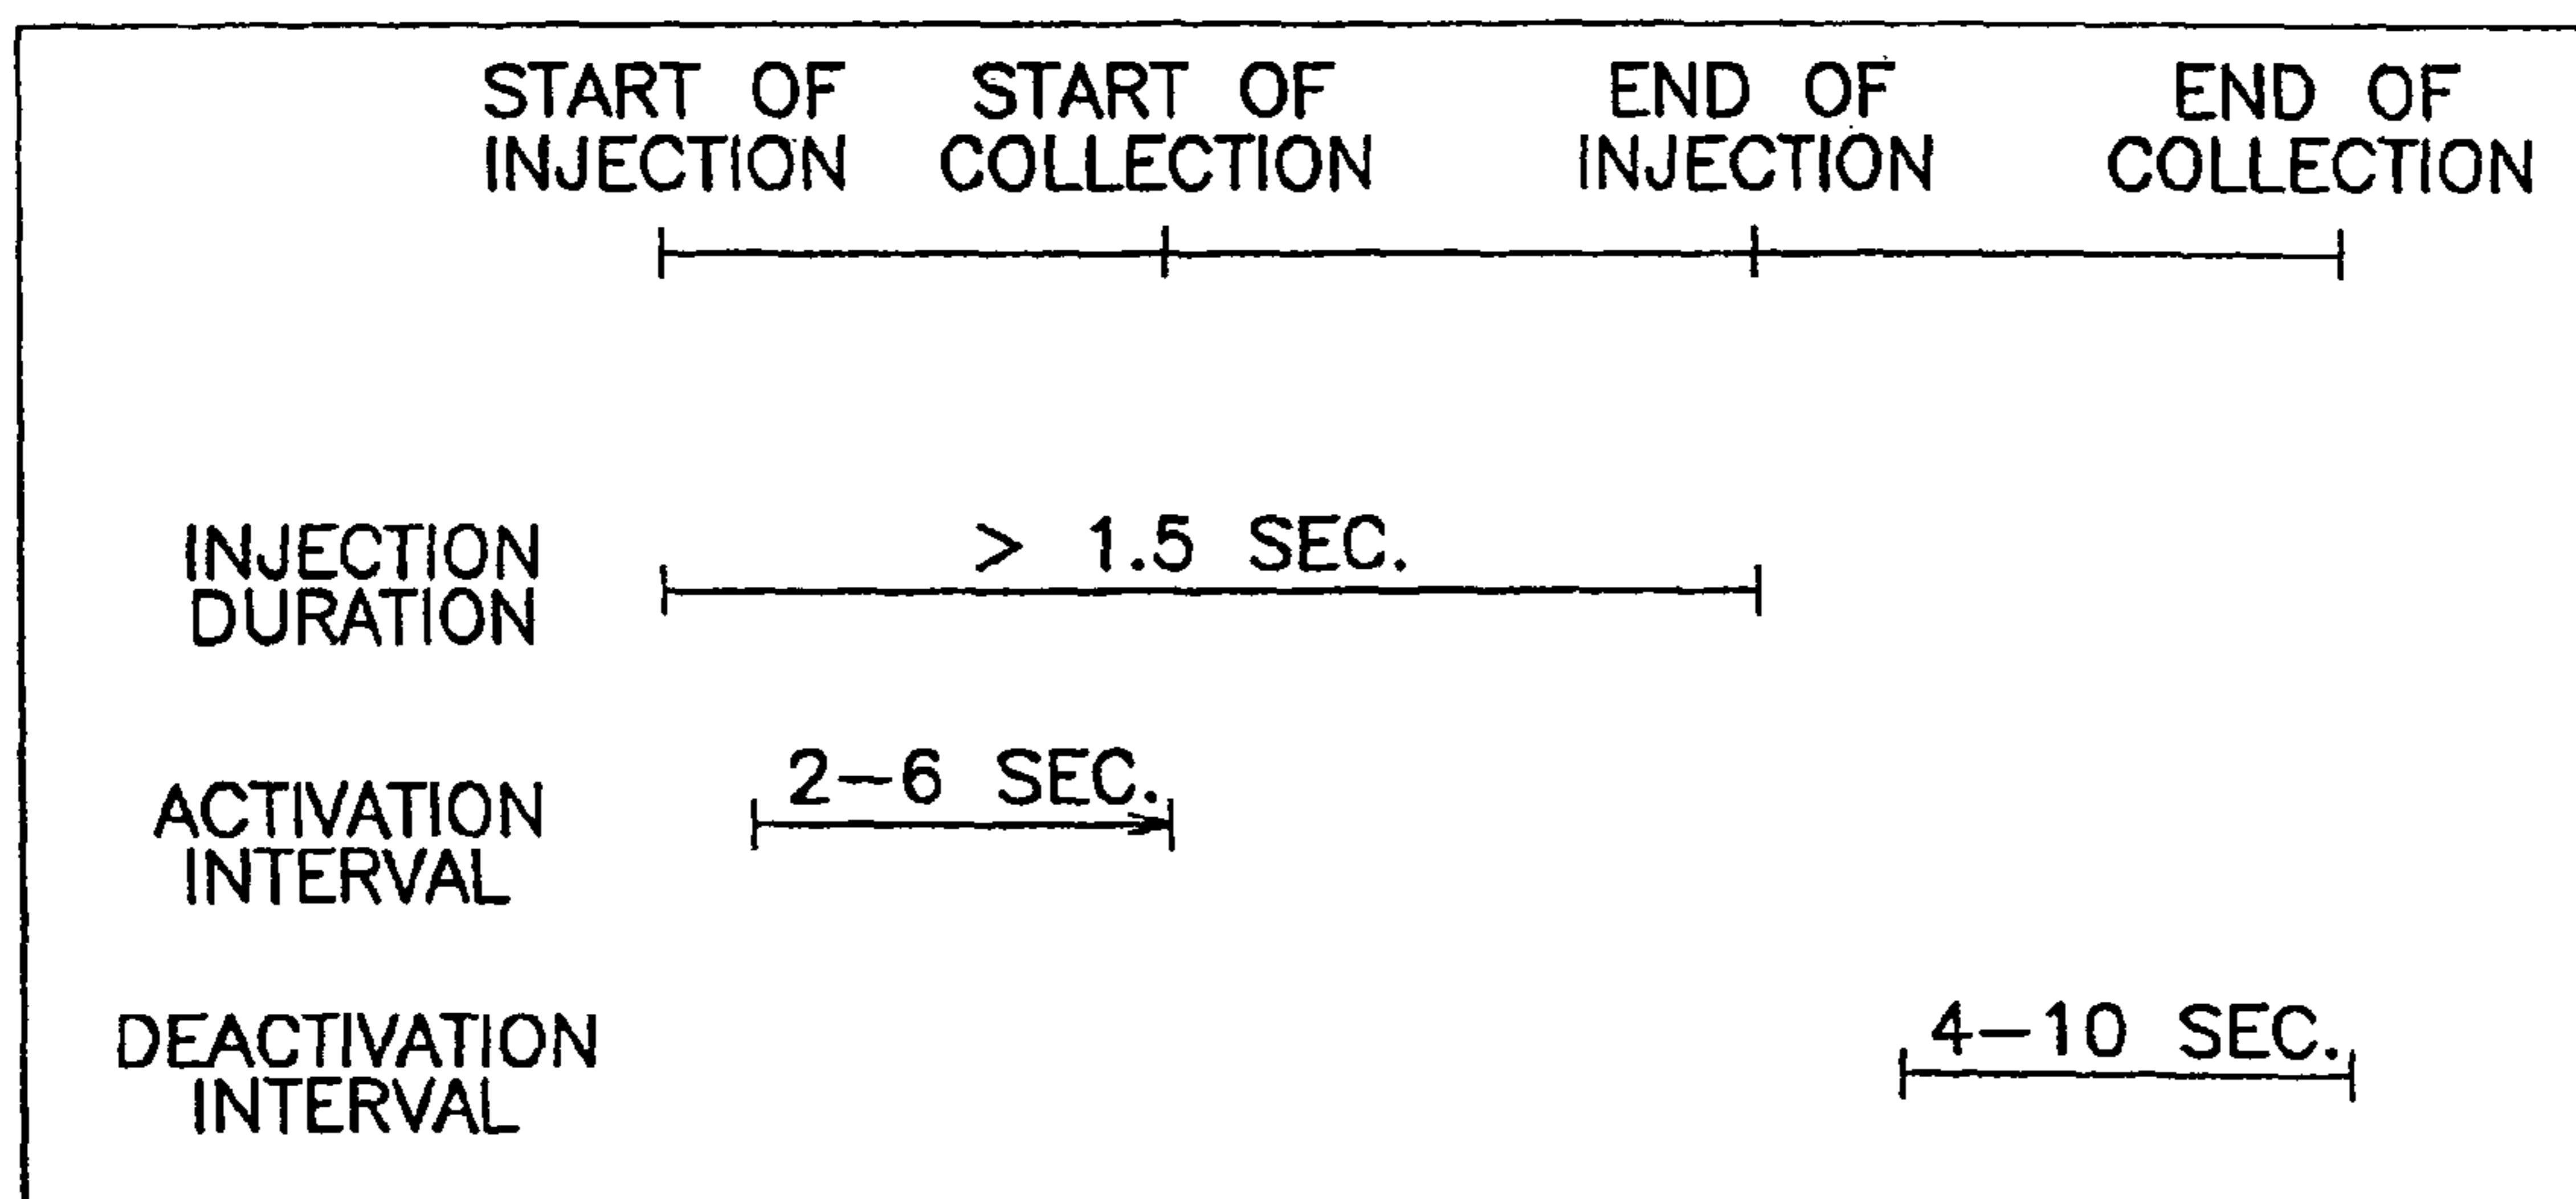 START OF INJECTION
START OF COLLECTION
END OF INJECTION
END OF COLLECTION
INJECTION
DURATION
> 1.5 SEC.
ACTIVATION
INTERVAL
2-6 SEC.
DEACTIVATION
INTERVAL
4-10 SEC.